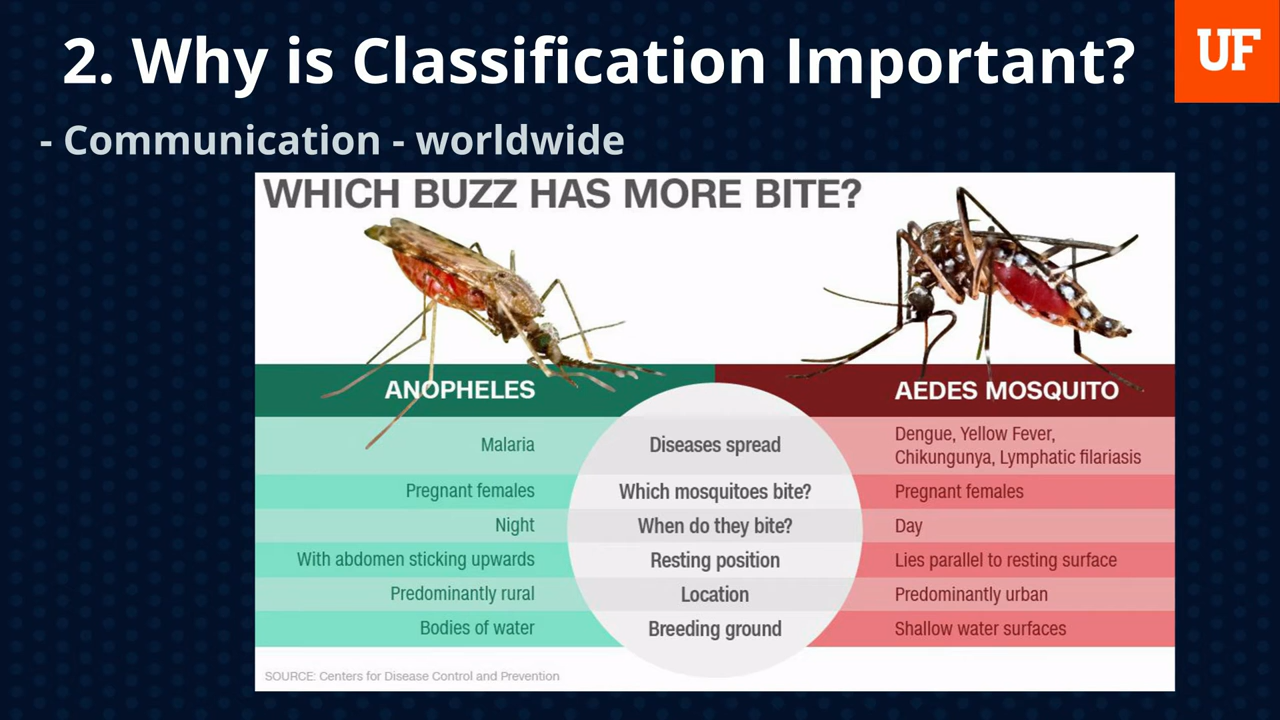 2. Why is Classification Important?
UF
- Communication - worldwide
WHICH BUZZ HAS MORE BITE?
ANOPHELES
AEDES MOSQUITO
Malaria
Diseases spread
Dengue, Yellow Fever,
Chikungunya, Lymphatic filariasis
Pregnant females
Which mosquitoes bite?
Pregnant females
Night
When do they bite?
Day
With abdomen sticking upwards
Resting position
Lies parallel to resting surface
Predominantly rural
Location
Predominantly urban
Bodies of water
Breeding ground
Shallow water surfaces
SOURCE: Centers for Disease Control and Prevention